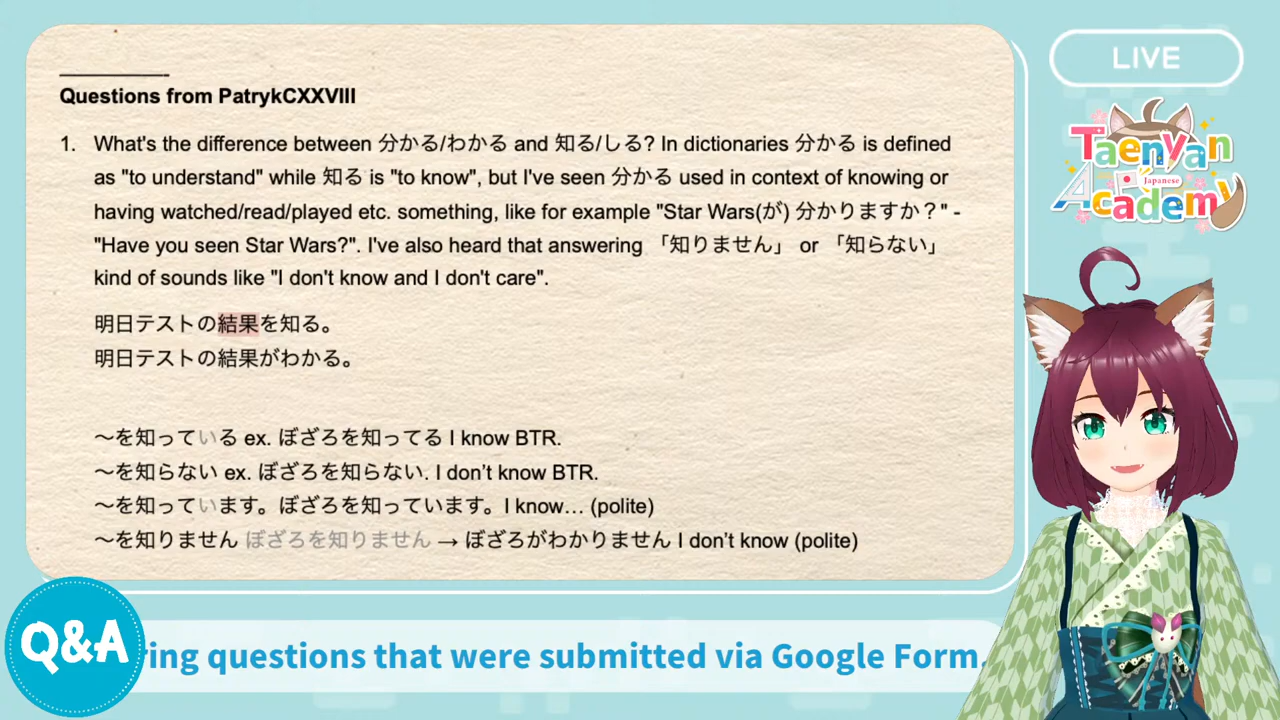 Questions from PatrykCXXVIII
1. What's the difference between 分かる/わかる and 知る/しる? In dictionaries 分かる is defined
as "to understand" while 知る is "to know", but I've seen 分かる used in context of knowing or
having watched/read/played etc. something, like for example "Star Wars(が) 分かりますか？" -
"Have you seen Star Wars?". I've also heard that answering 「知りません」 or 「知らない」
kind of sounds like "I don't know and I don't care".
明日テストの結果を知る。
明日テストの結果がわかる。
～を知っている ex. ぼざろを知ってる I know BTR.
～を知らない ex. ぼざろを知らない. I don't know BTR.
～を知っています。ぼざろを知っています。I know… (polite)
～を知りません ぼざろを知りません → ぼざろがわかりません I don't know (polite)
LIVE
Taenyan
Japanese
Academy
Q&A
ring questions that were submitted via Google Form.